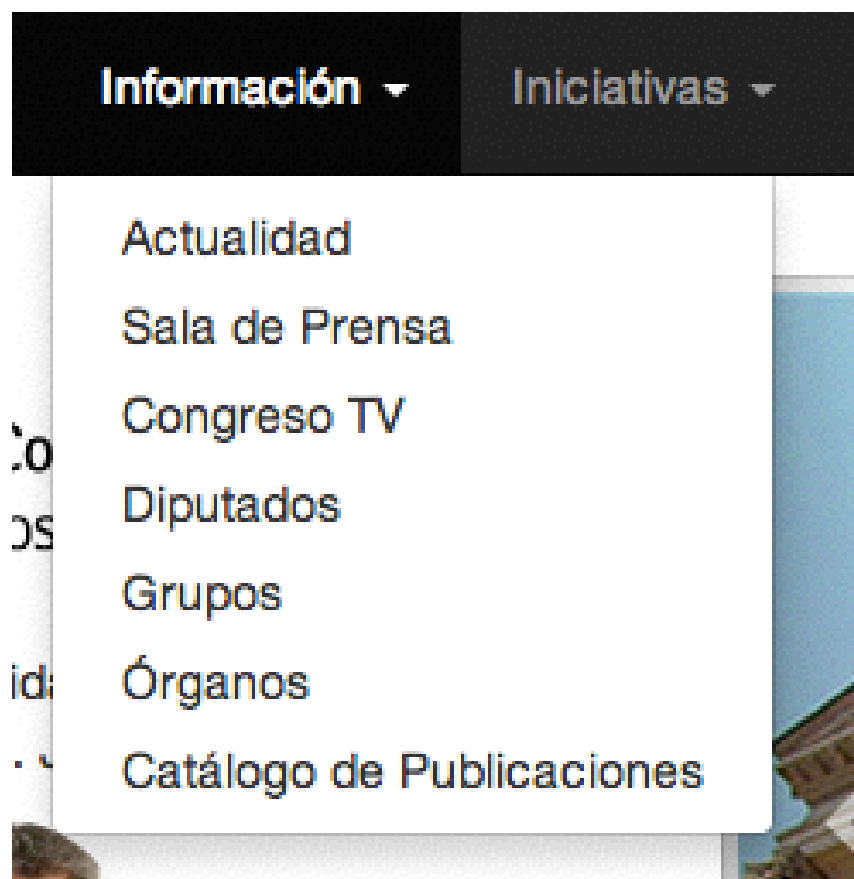 Información
Iniciativas
Actualidad
Sala de Prensa
Congreso TV
Diputados
Grupos
Órganos
Catálogo de Publicaciones